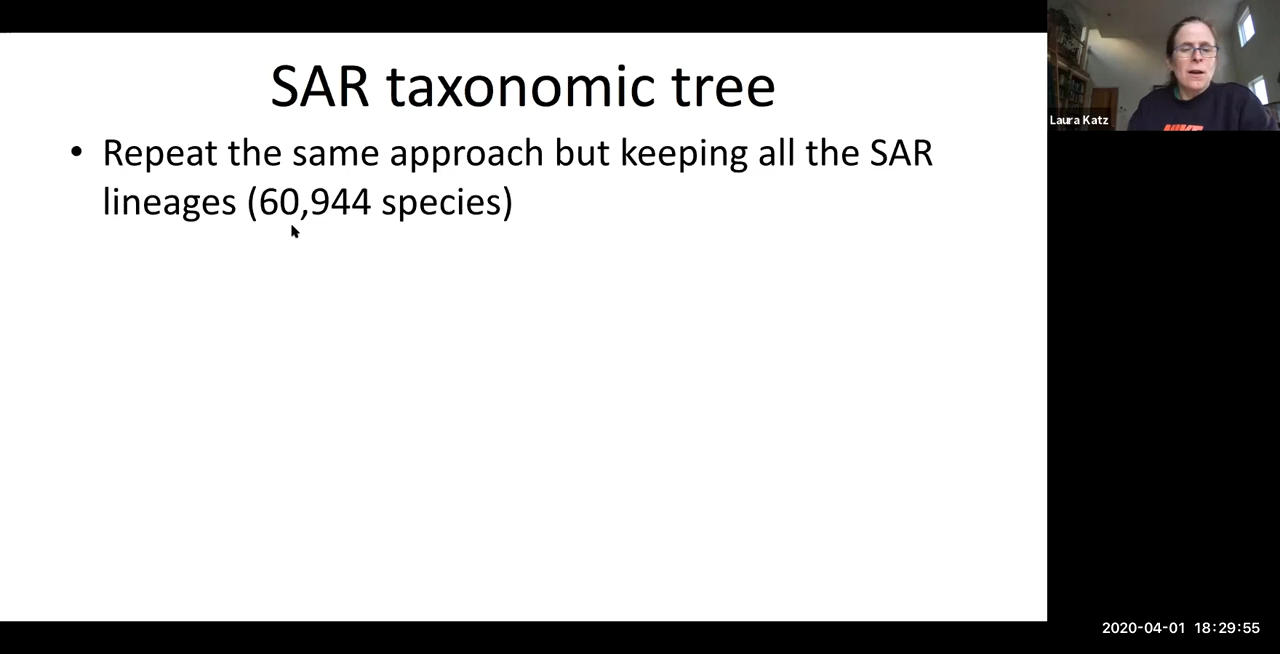 SAR taxonomic tree
• Repeat the same approach but keeping all the SAR
lineages (60,944 species)
Laura Katz
NIKE
2020-04-01 18:29:55